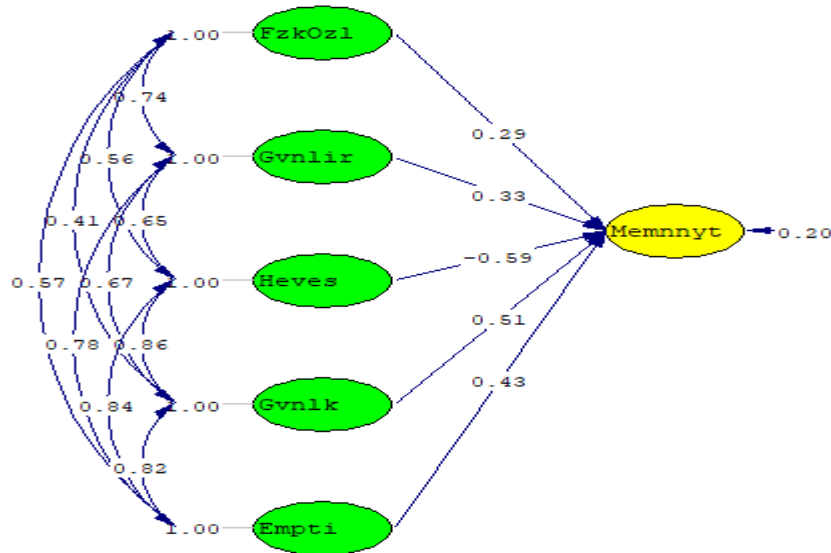 1.00 FzkOzl
0.74
0.29
0.56
1.00 Gvnlir
0.33
0.41 0.65
Memnnyt 0.20
-0.59
0.57 0.67 1.00 Heves
0.51
0.78 0.86
0.43
0.84 1.00 Gvnlk
0.82
1.00 Empti